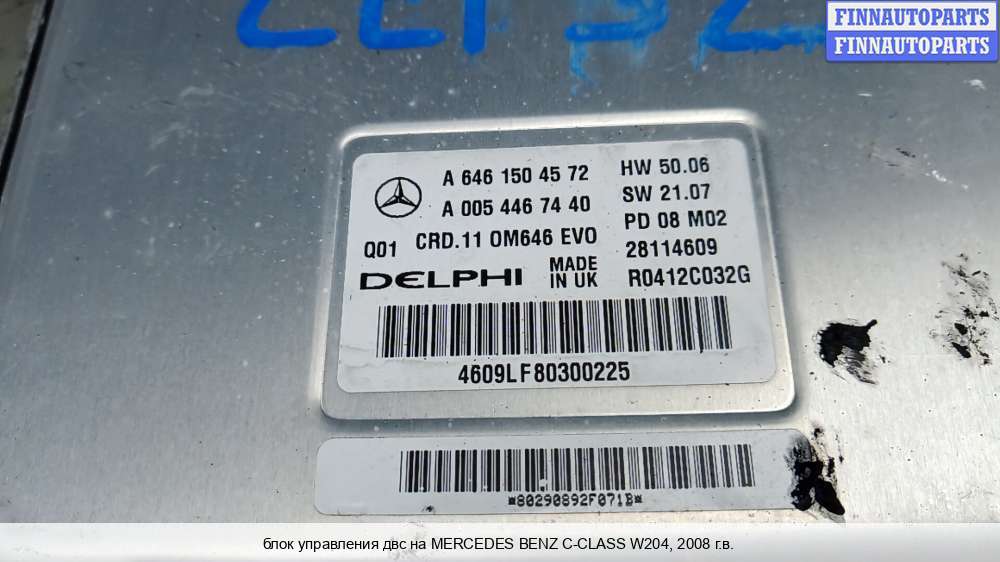 FINNAUTOPARTS
FINNAUTOPARTS
A 646 150 4572
HW 50.06
A 005 446 74 40
SW 21.07
PD 08 M02
Q01
CRD.11 OM646 EVO
28114609
DELPHI
MADE
IN UK
R0412C032G
4609LF80300225
*80290892F071B*
блок управления двс на MERCEDES BENZ C-CLASS W204, 2008 г.в.